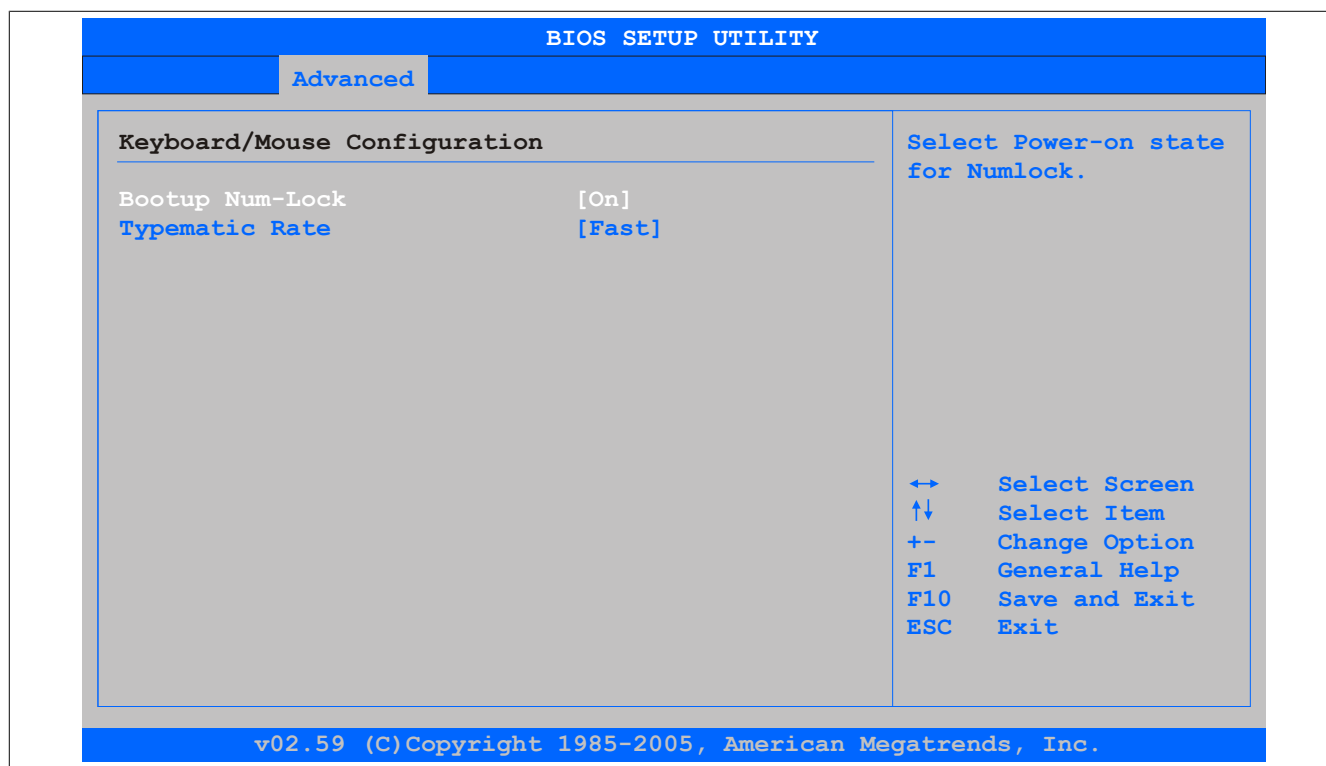 BIOS SETUP UTILITY
Advanced
Keyboard/Mouse Configuration
Bootup Num-Lock [On]
Typematic Rate [Fast]
Select Power-on state
for Numlock.
↔ Select Screen
↑↓ Select Item
+- Change Option
F1 General Help
F10 Save and Exit
ESC Exit
v02.59 (C)Copyright 1985-2005, American Megatrends, Inc.